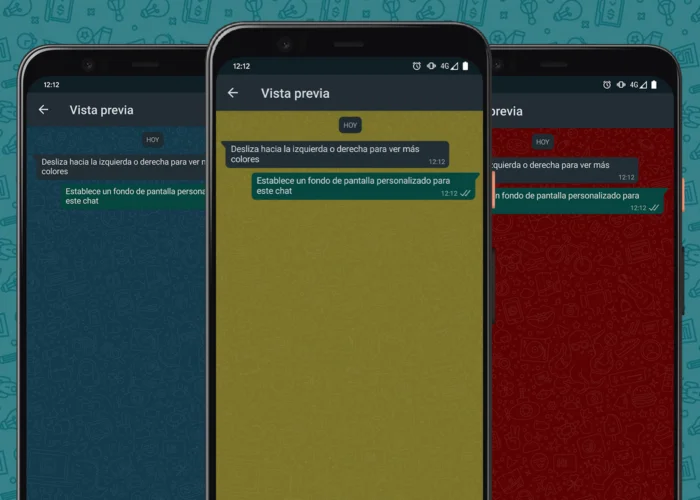 12:12
Vista previa
HOY
Desliza hacia la izquierda o derecha para ver
colores
Establece un fondo de pantalla
este chat
12:12
4G
Vista previa
HOY
Desliza hacia la izquierda o derecha para ver más
colores
12:12
Establece un fondo de pantalla personalizado para
este chat
12:12
4G
previa
HOY
izquierda o derecha para ver más
12:12
un fondo de pantalla personalizado para
12:12